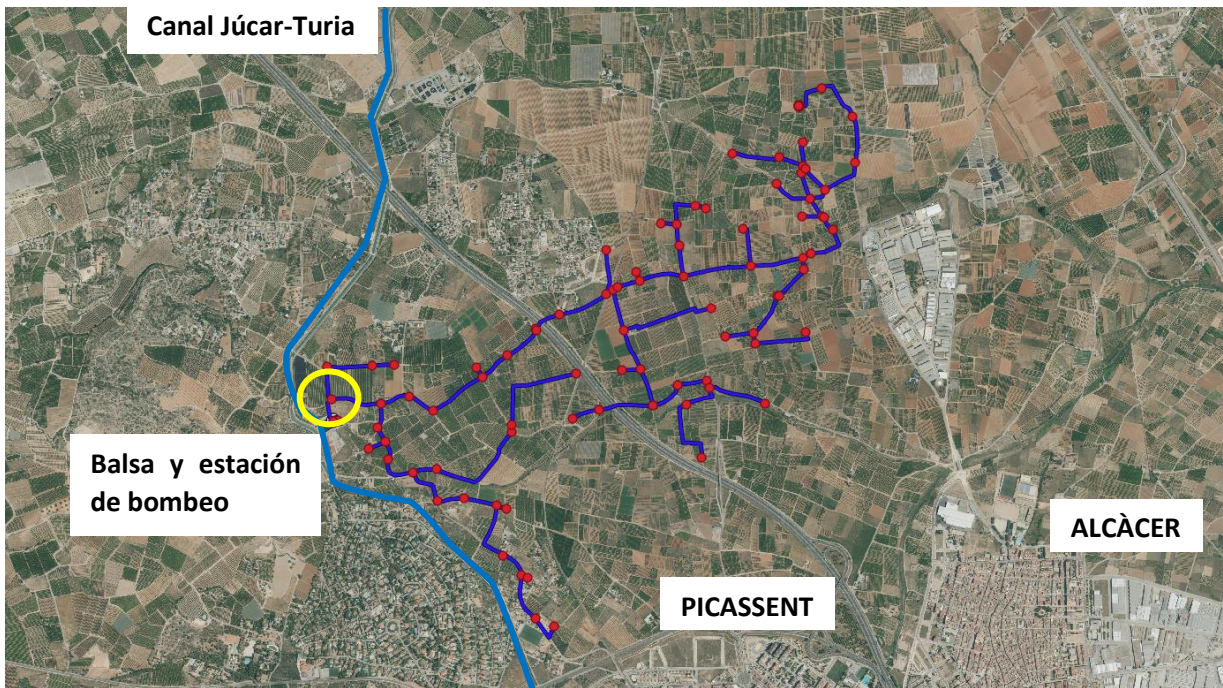 Canal Júcar-Turia
Balsa y estación
de bombeo
ALCÀCER
PICASSENT